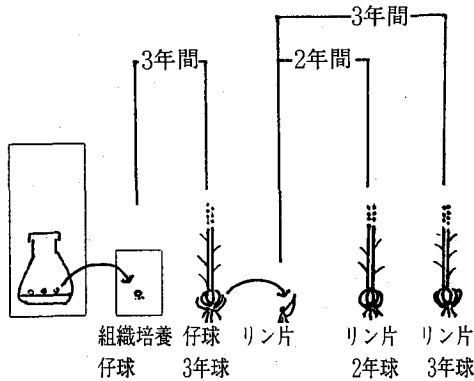 3年間
2年間
3年間
組織培養 仔球 リン片 リン片 リン片
仔球 3年球 2年球 3年球